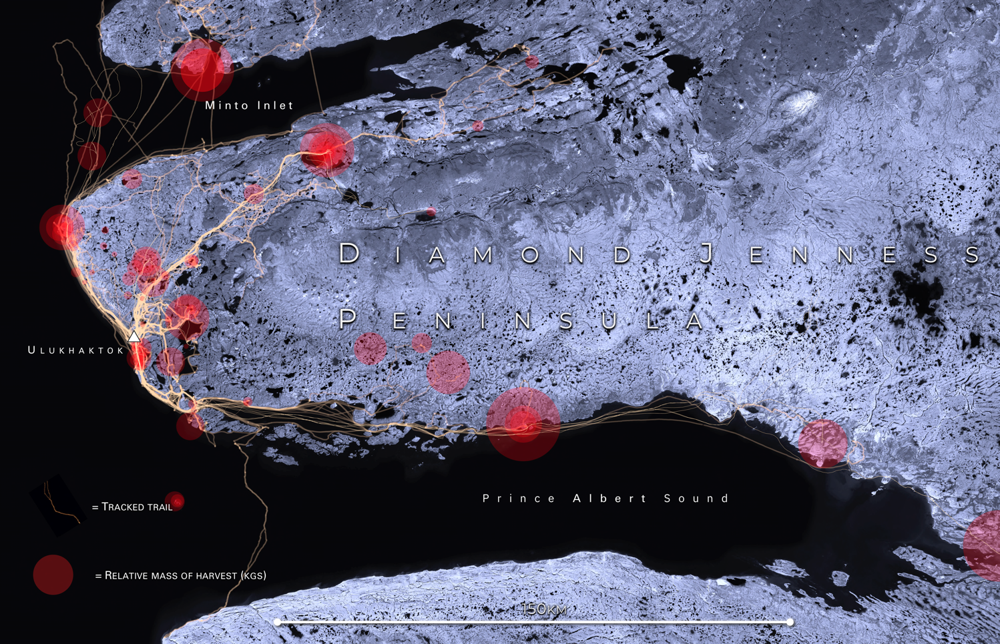 Minto Inlet
DIAMOND JENNESS
PENINSULA
ULUKHAKTOK
Prince Albert Sound
= TRACKED TRAIL
= RELATIVE MASS OF HARVEST (KGS)
150KM